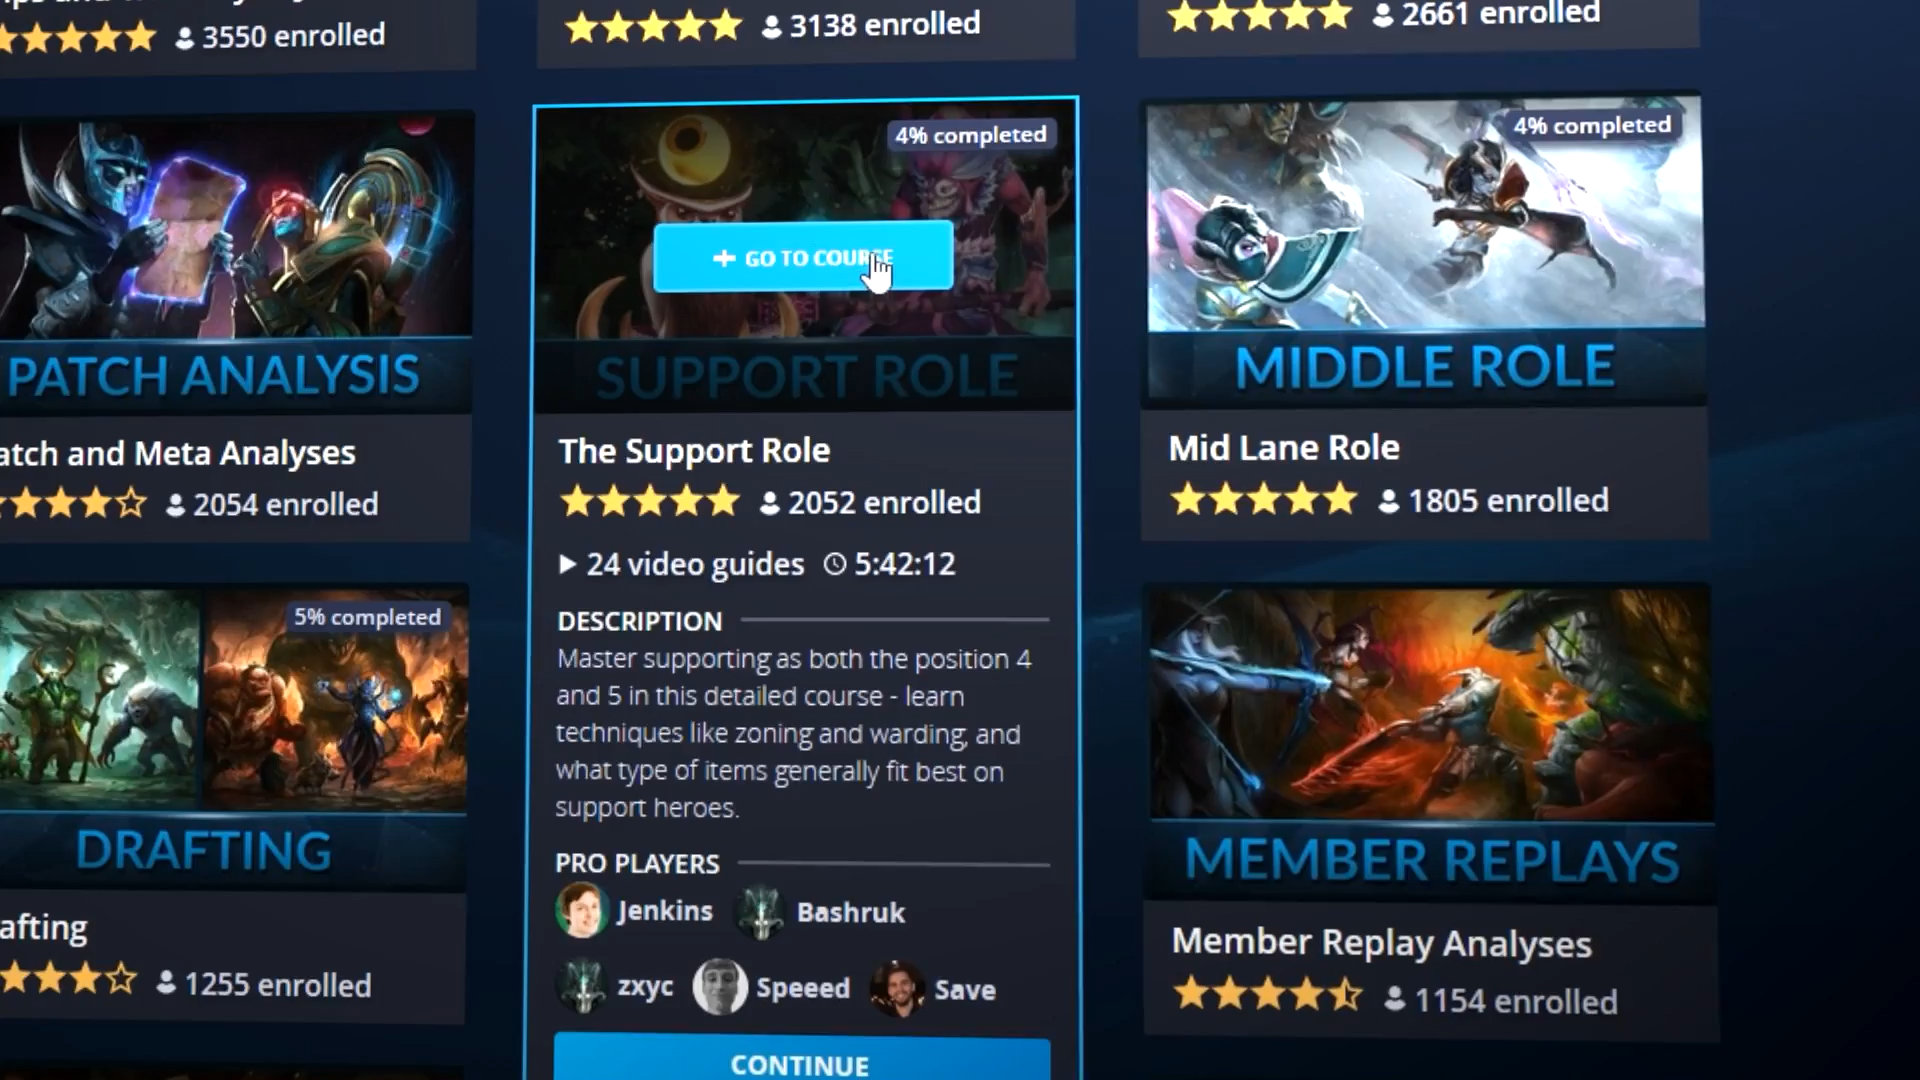 3550 enrolled
3138 enrolled
2661 enrolled
PATCH ANALYSIS
atch and Meta Analyses
2054 enrolled
4% completed
GO TO COURSE
SUPPORT ROLE
The Support Role
2052 enrolled
24 video guides 5:42:12
DESCRIPTION
Master supporting as both the position 4
and 5 in this detailed course - learn
techniques like zoning and warding, and
what type of items generally fit best on
support heroes.
PRO PLAYERS
Jenkins Bashruk
zxyc Speeed Save
CONTINUE
4% completed
MIDDLE ROLE
Mid Lane Role
1805 enrolled
5% completed
DRAFTING
afting
1255 enrolled
MEMBER REPLAYS
Member Replay Analyses
1154 enrolled